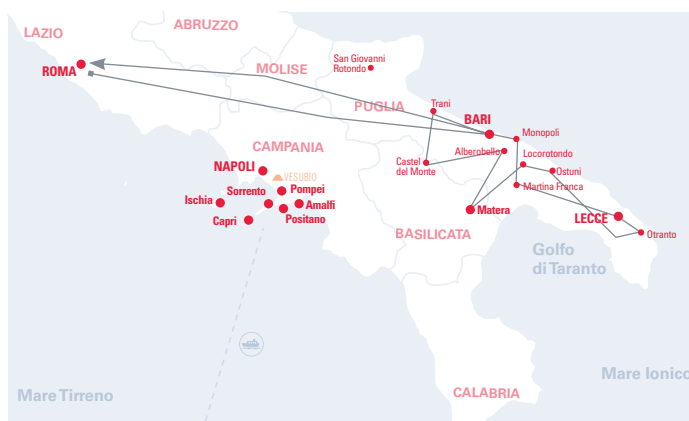 ABRUZZO
LAZIO
San Giovanni
Rotondo
ROMA
MOLISE
Trani
PUGLIA
BARI
Monopoli
CAMPANIA
Alberobello
Locorotondo
Castel
del Monte
NAPOLI
Ostuni
VESUBIO
Martina Franca
Pompei
Sorrento
Ischia
Amalfi
Matera
Positano
LECCE
Capri
BASILICATA
Otranto
Golfo
di Taranto
Mare Ionico
CALABRIA
Mare Tirreno